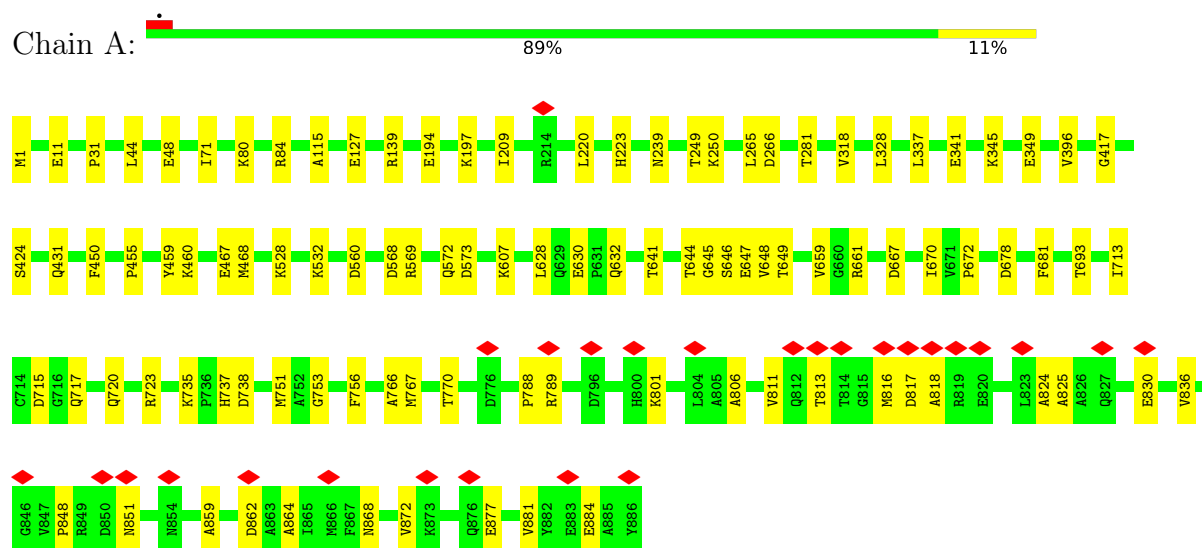 Chain A:
89% 11%
M1 E11 P31 L44 E48 I71 K80 R84 A115 E127 R139 E194 K197 I209 R214 L220 H223 N239 T249 K250 L265 D266 T281 V318 L328 L337 E341 K345 E349 V396 G417
S424 Q431 F450 P455 Y459 K460 E467 M468 K528 K532 D560 D568 R569 Q572 D573 K607 L628 Q629 E630 P631 Q632 T641 T644 G645 S646 E647 V648 T649 V659 G660 R661 D667 I670 V671 P672 D678 F681 T693 I713
C714 D715 G716 Q717 Q720 R723 K735 P736 H737 D738 M751 A752 G753 F756 A766 M767 T770 D776 P788 R789 D796 H800 K801 L804 A805 A806 V811 Q812 T813 T814 G815 M816 D817 A818 R819 E820 L823 A824 A825 A826 Q827 E830 V836
G846 V847 P848 R849 D850 N851 N854 A859 D862 A863 A864 I865 M866 F867 N868 V872 K873 Q876 E877 V881 Y882 E883 E884 A885 Y886